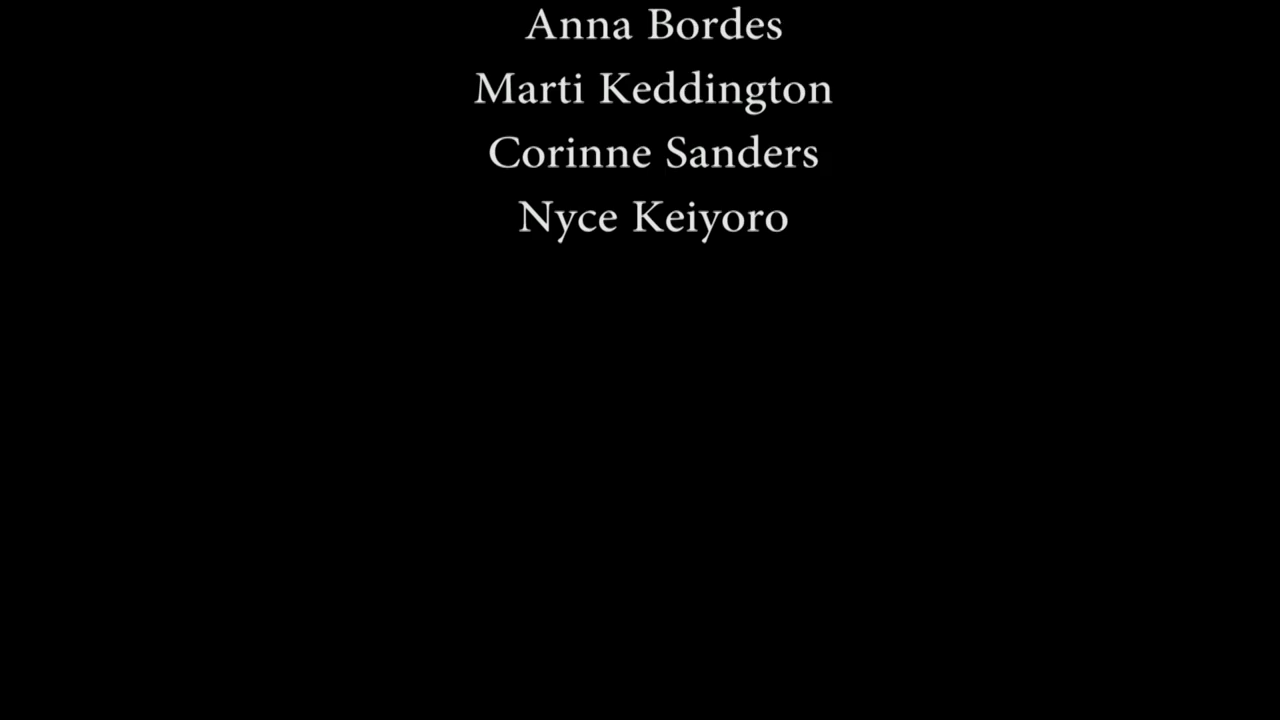 Anna Bordes
Marti Keddington
Corinne Sanders
Nyce Keiyoro